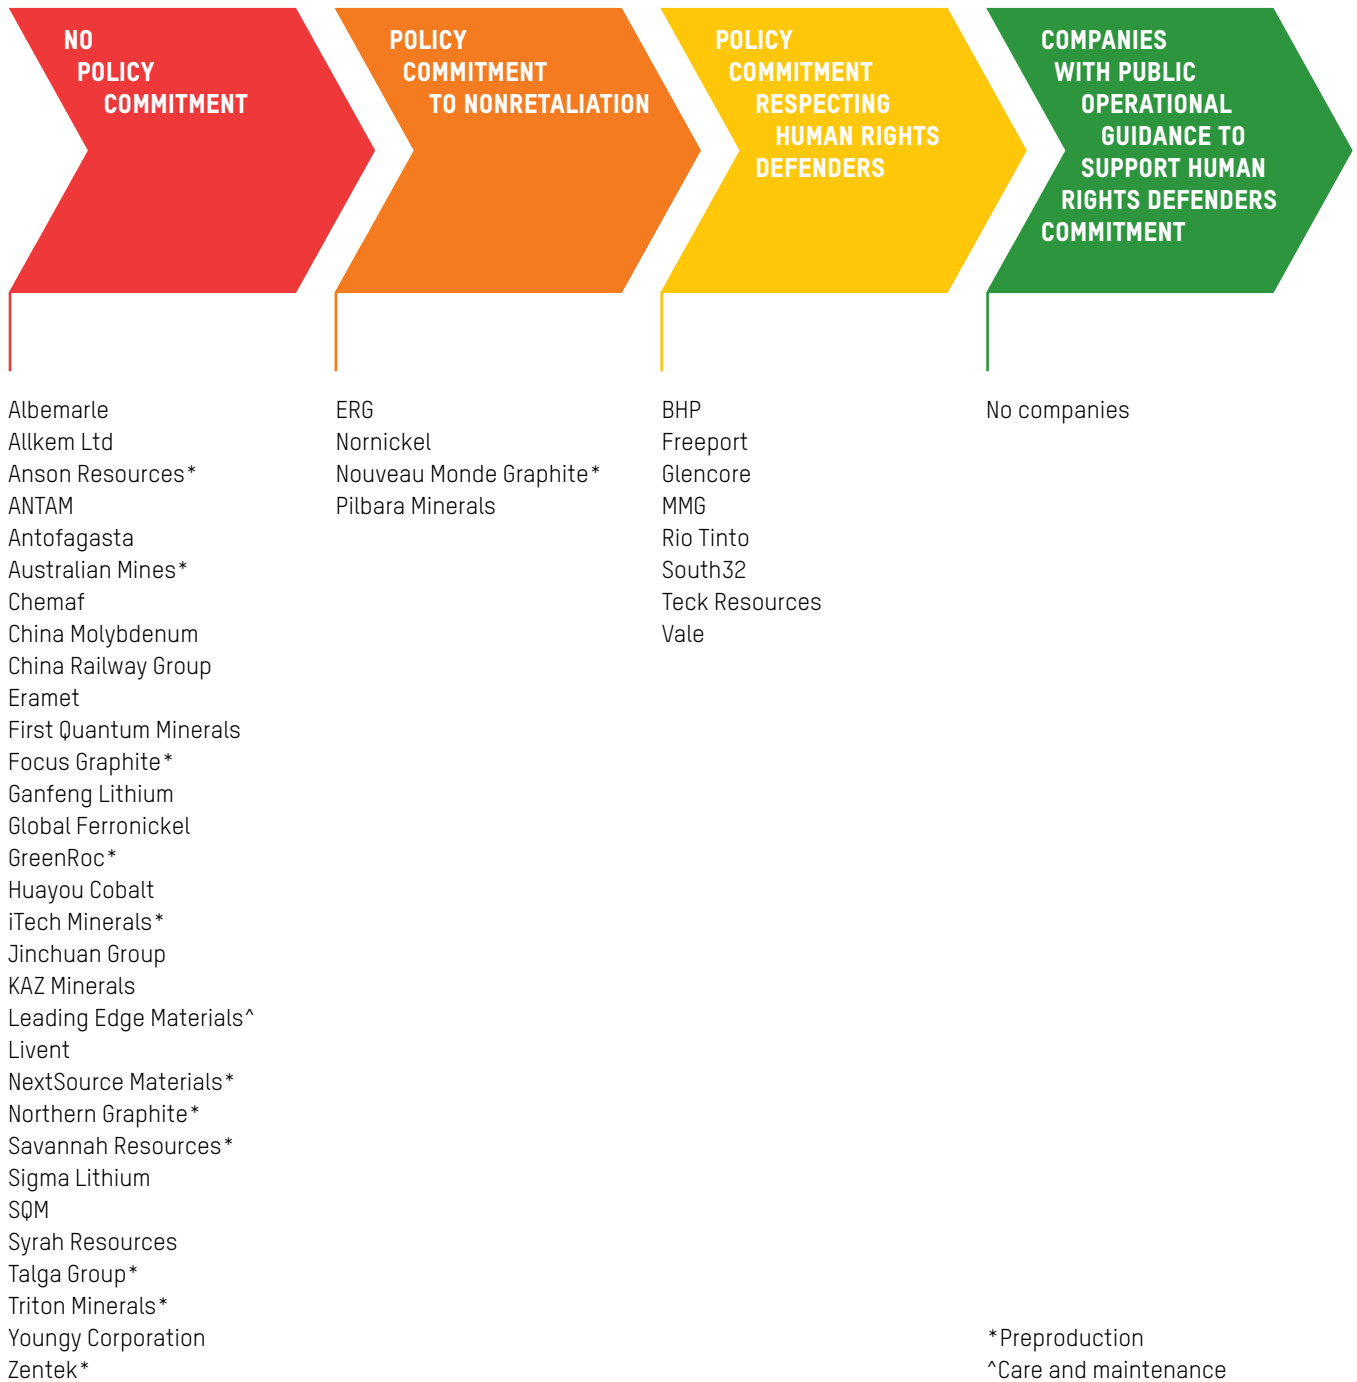 NO
POLICY
COMMITMENT
POLICY
COMMITMENT
TO NONRETALIATION
POLICY
COMMITMENT
RESPECTING
HUMAN RIGHTS
DEFENDERS
COMPANIES
WITH PUBLIC
OPERATIONAL
GUIDANCE TO
SUPPORT HUMAN
RIGHTS DEFENDERS
COMMITMENT
Albemarle
Allkem Ltd
Anson Resources*
ANTAM
Antofagasta
Australian Mines*
Chemaf
China Molybdenum
China Railway Group
Eramet
First Quantum Minerals
Focus Graphite*
Ganfeng Lithium
Global Ferronickel
GreenRoc*
Huayou Cobalt
iTech Minerals*
Jinchuan Group
KAZ Minerals
Leading Edge Materials^
Livent
NextSource Materials*
Northern Graphite*
Savannah Resources*
Sigma Lithium
SQM
Syrah Resources
Talga Group*
Triton Minerals*
Youngy Corporation
Zentek*
ERG
Nornickel
Nouveau Monde Graphite*
Pilbara Minerals
BHP
Freeport
Glencore
MMG
Rio Tinto
South32
Teck Resources
Vale
No companies
*Preproduction
^Care and maintenance